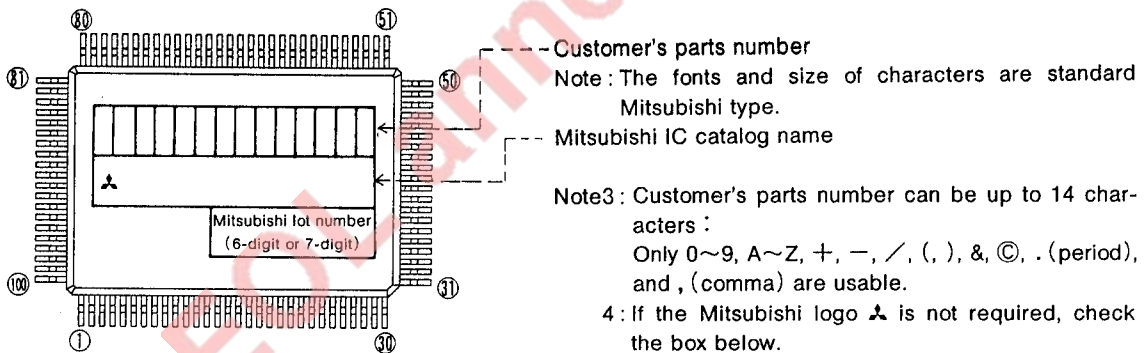 80
51
81
50
100
31
1
30
Mitsubishi lot number
(6-digit or 7-digit)
Customer's parts number
Note : The fonts and size of characters are standard
Mitsubishi type.
Mitsubishi IC catalog name
Note3 : Customer's parts number can be up to 14 char-
acters :
Only 0~9, A~Z, +, −, /, (, ), &, Ⓒ, . (period),
and , (comma) are usable.
4 : If the Mitsubishi logo is not required, check
the box below.
EOL anno